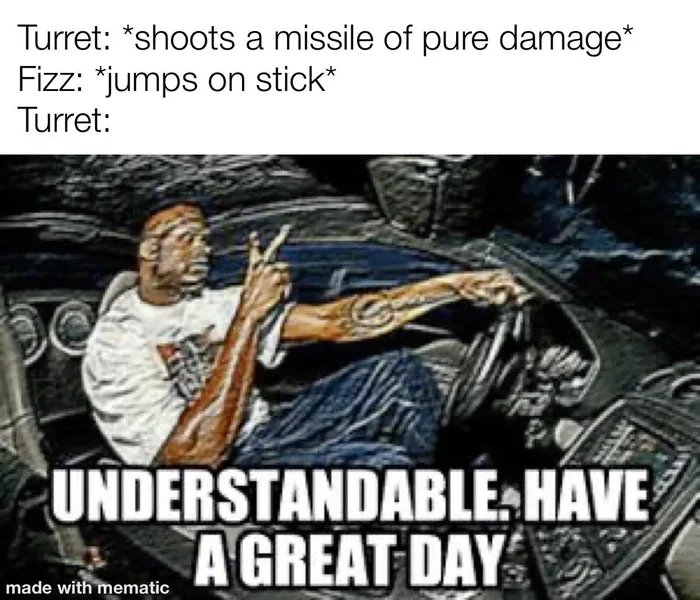 Turret: *shoots a missile of pure damage*
Fizz: *jumps on stick*
Turret:
UNDERSTANDABLE. HAVE
A GREAT DAY
made with mematic